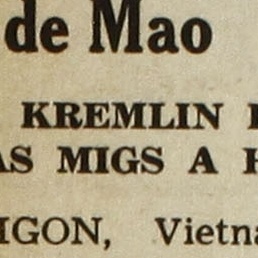 de Mao
KREMLIN
AS MIGS A H
IGON, Vietna